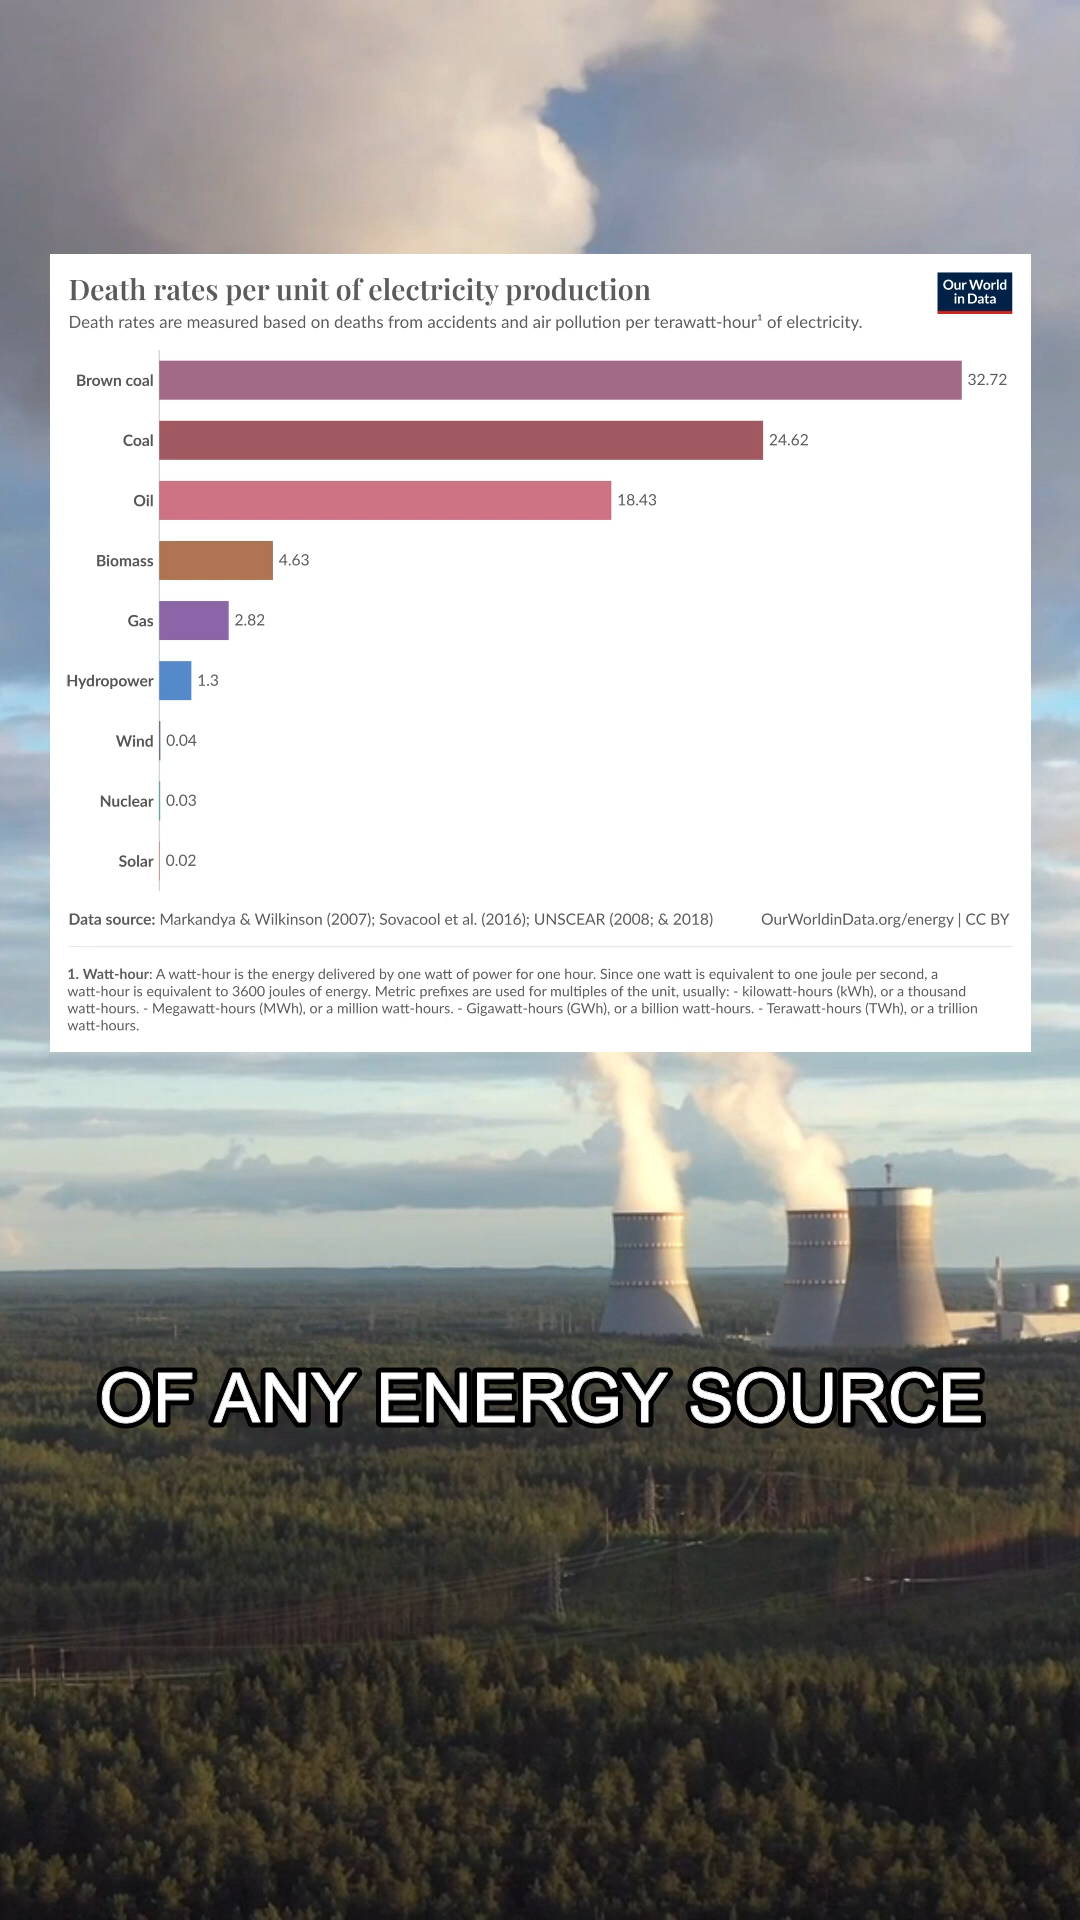 Death rates per unit of electricity production
Our World
in Data
Death rates are measured based on deaths from accidents and air pollution per terawatt-hour¹ of electricity.
Brown coal 32.72
Coal 24.62
Oil 18.43
Biomass 4.63
Gas 2.82
Hydropower 1.3
Wind 0.04
Nuclear 0.03
Solar 0.02
Data source: Markandya & Wilkinson (2007); Sovacool et al. (2016); UNSCEAR (2008; & 2018) OurWorldinData.org/energy | CC BY
1. Watt-hour: A watt-hour is the energy delivered by one watt of power for one hour. Since one watt is equivalent to one joule per second, a
watt-hour is equivalent to 3600 joules of energy. Metric prefixes are used for multiples of the unit, usually: - kilowatt-hours (kWh), or a thousand
watt-hours. - Megawatt-hours (MWh), or a million watt-hours. - Gigawatt-hours (GWh), or a billion watt-hours. - Terawatt-hours (TWh), or a trillion
watt-hours.
OF ANY ENERGY SOURCE